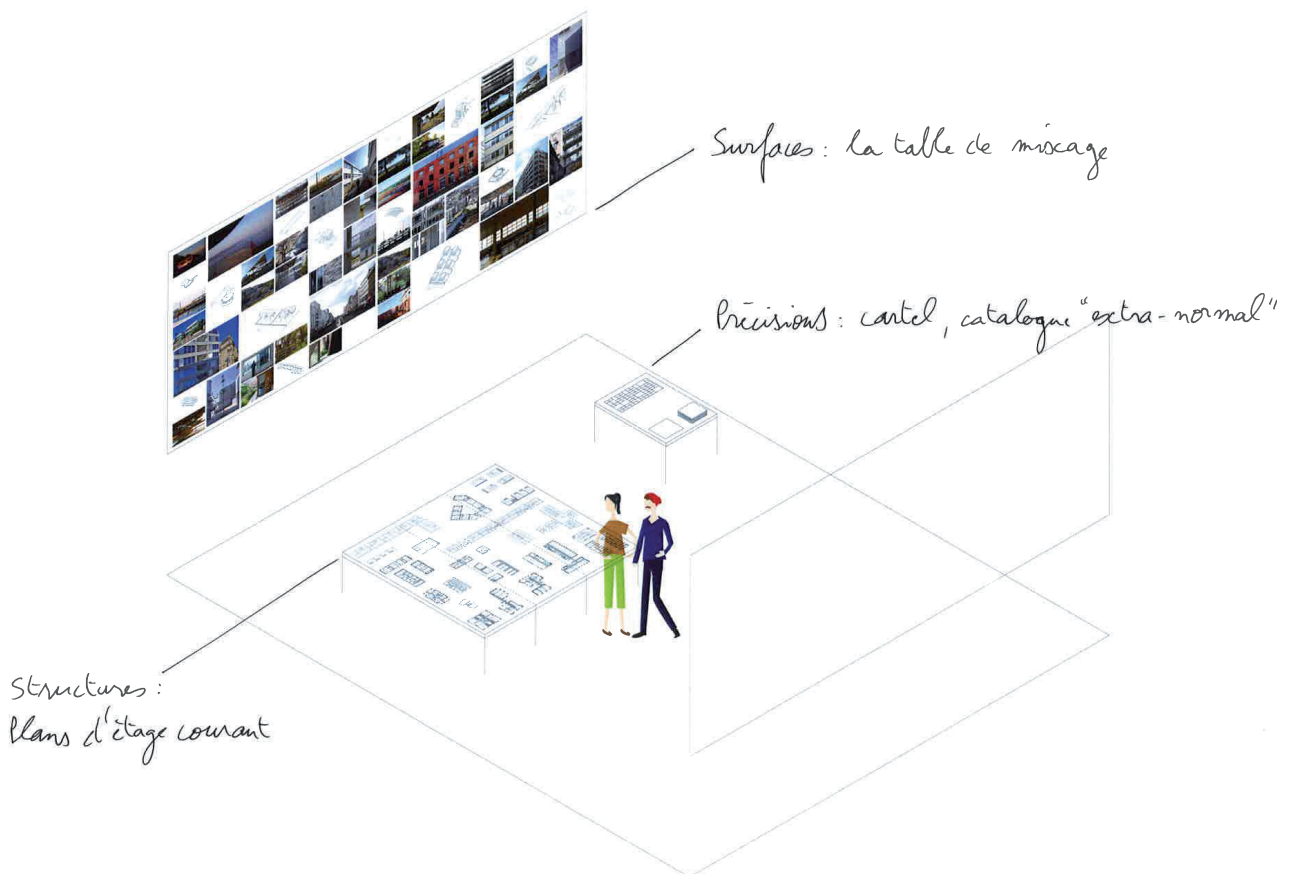 Surfaces : la table de mixage
Précisions : cartel, catalogue "extra-normal"
Structures :
Plans d'étage courant